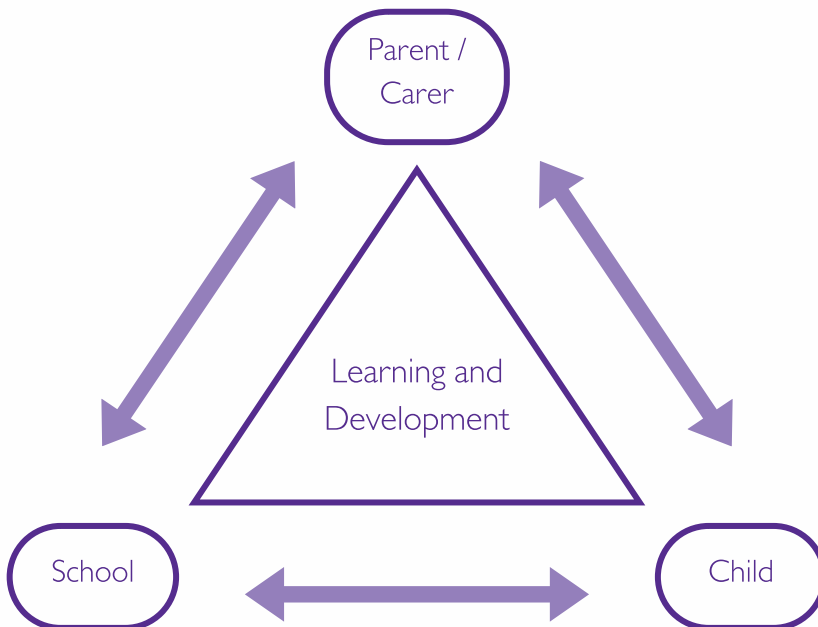 Parent /
Carer
Learning and
Development
School
Child